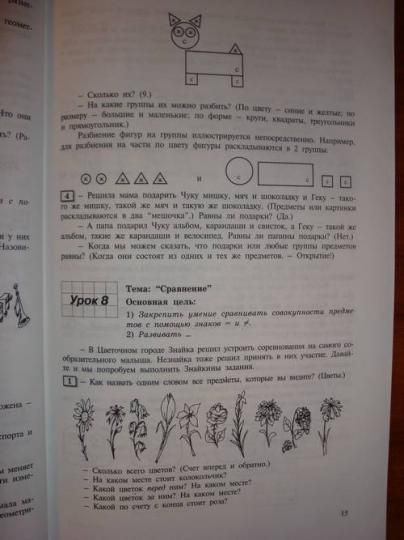 – Сколько их? (9.)
– На какие группы их можно разбить? (По цвету – синие и желтые; по
размеру – большие и маленькие; по форме – круги, квадраты, треугольники
и прямоугольник.)
Разбиение фигур на группы иллюстрируется непосредственно. Например,
для разбиения на части по цвету фигуры раскладываются в 2 группы:
и
4 – Решила мама подарить Чуку мишку, мяч и шоколадку и Геку – тако-
го же мишку, такой же мяч и такую же шоколадку. (Предметы или картинки
раскладываются в два "мешочка".) Равны ли подарки? (Да.)
– А папа подарил Чуку альбом, карандаши и свисток, а Геку – такой же
альбом, такие же карандаши и велосипед. Равны ли папины подарки? (Нет.)
– Когда мы можем сказать, что подарки или любые группы предметов
равны? (Когда они состоят из одних и тех же предметов. – Открытие!)
Урок 8
Тема: "Сравнение"
Основная цель:
1) Закрепить умение сравнивать совокупности предме
тов с помощью знаков = и ≠.
2) Развивать ...
– В Цветочном городе Знайка решил устроить соревнования на самого со-
образительного малыша. Незнайка тоже решил принять в них участие. Давай-
те и мы попробуем выполнить Знайкины задания.
1 – Как назвать одним словом все предметы, которые вы видите? (Цветы.)
– Сколько всего цветов? (Счет вперед и обратно.)
– На каком месте стоит колокольчик?
– Какой цветок перед ним? На каком месте?
– Какой цветок за ним? На каком месте?
– Какой по счету с конца стоит роза?
15